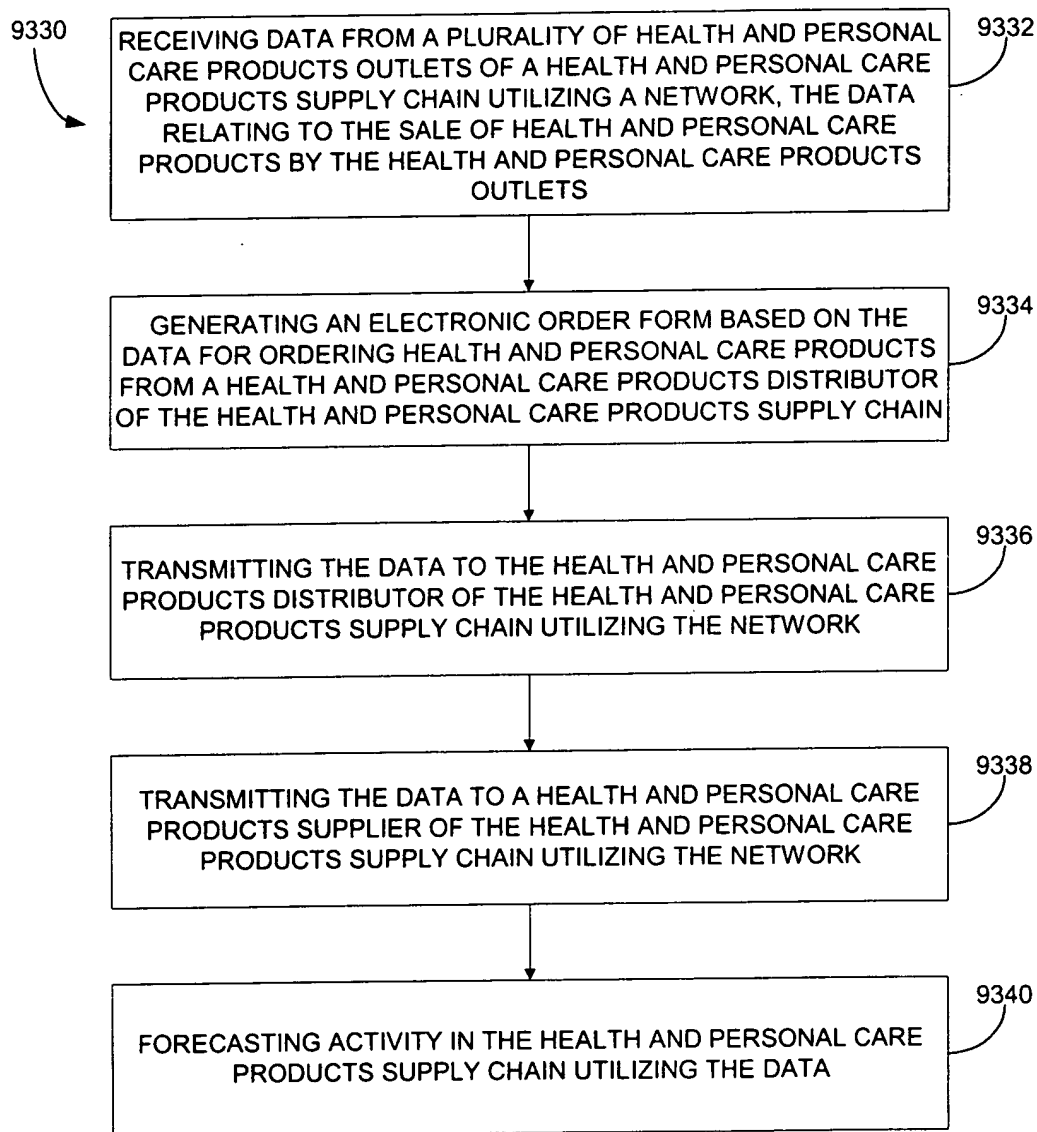 9330
9332
RECEIVING DATA FROM A PLURALITY OF HEALTH AND PERSONAL
CARE PRODUCTS OUTLETS OF A HEALTH AND PERSONAL CARE
PRODUCTS SUPPLY CHAIN UTILIZING A NETWORK, THE DATA
RELATING TO THE SALE OF HEALTH AND PERSONAL CARE
PRODUCTS BY THE HEALTH AND PERSONAL CARE PRODUCTS
OUTLETS
9334
GENERATING AN ELECTRONIC ORDER FORM BASED ON THE
DATA FOR ORDERING HEALTH AND PERSONAL CARE PRODUCTS
FROM A HEALTH AND PERSONAL CARE PRODUCTS DISTRIBUTOR
OF THE HEALTH AND PERSONAL CARE PRODUCTS SUPPLY CHAIN
9336
TRANSMITTING THE DATA TO THE HEALTH AND PERSONAL CARE
PRODUCTS DISTRIBUTOR OF THE HEALTH AND PERSONAL CARE
PRODUCTS SUPPLY CHAIN UTILIZING THE NETWORK
9338
TRANSMITTING THE DATA TO A HEALTH AND PERSONAL CARE
PRODUCTS SUPPLIER OF THE HEALTH AND PERSONAL CARE
PRODUCTS SUPPLY CHAIN UTILIZING THE NETWORK
9340
FORECASTING ACTIVITY IN THE HEALTH AND PERSONAL CARE
PRODUCTS SUPPLY CHAIN UTILIZING THE DATA